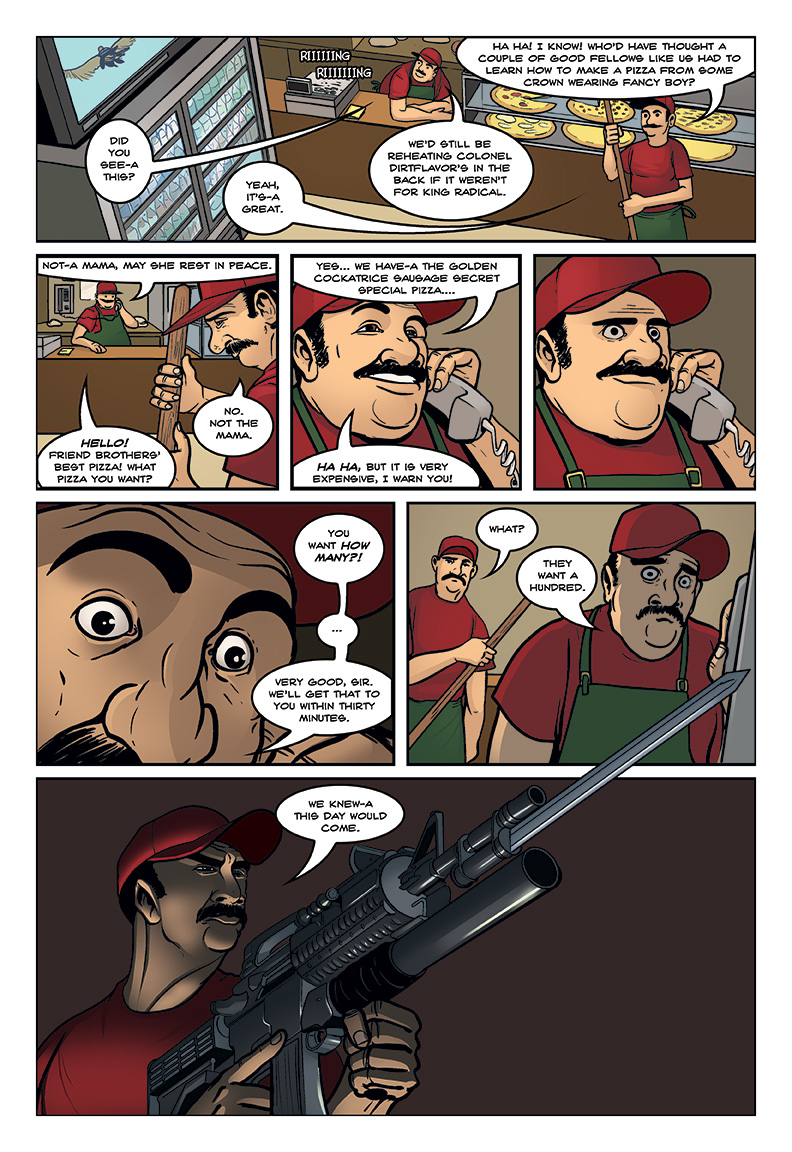 DID
YOU
SEE-A
THIS?
YEAH,
IT'S-A
GREAT.
RIIIIIING
RIIIIIIING
WE'D STILL BE
REHEATING COLONEL
DIRTFLAVOR'S IN THE
BACK IF IT WEREN'T
FOR KING RADICAL.
HA HA! I KNOW! WHO'D HAVE THOUGHT A
COUPLE OF GOOD FELLOWS LIKE US HAD TO
LEARN HOW TO MAKE A PIZZA FROM SOME
CROWN WEARING FANCY BOY?
NOT-A MAMA, MAY SHE REST IN PEACE.
NO.
NOT THE
MAMA.
HELLO!
FRIEND BROTHERS'
BEST PIZZA! WHAT
PIZZA YOU WANT?
YES... WE HAVE-A THE GOLDEN
COCKATRICE SAUSAGE SECRET
SPECIAL PIZZA....
HA HA, BUT IT IS VERY
EXPENSIVE, I WARN YOU!
YOU
WANT HOW
MANY?!
...
VERY GOOD, SIR.
WE'LL GET THAT TO
YOU WITHIN THIRTY
MINUTES.
WHAT?
THEY
WANT A
HUNDRED.
WE KNEW-A
THIS DAY WOULD
COME.